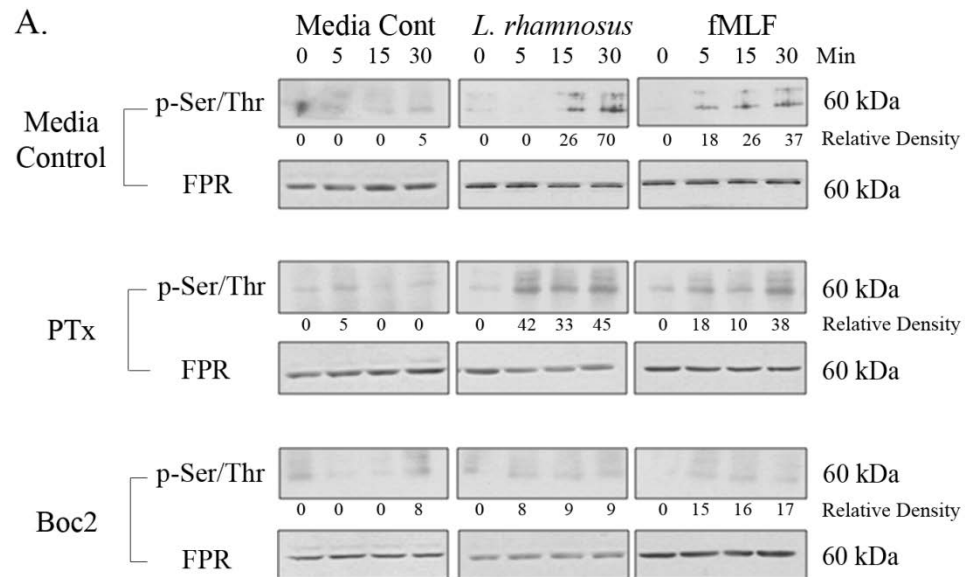 A.
Media Cont L. rhamnosus fMLF
0 5 15 30 0 5 15 30 0 5 15 30 Min
Media Control
p-Ser/Thr 60 kDa
0 0 0 5 0 0 26 70 0 18 26 37 Relative Density
FPR 60 kDa
PTx
p-Ser/Thr 60 kDa
0 5 0 0 0 42 33 45 0 18 10 38 Relative Density
FPR 60 kDa
Boc2
p-Ser/Thr 60 kDa
0 0 0 8 0 8 9 9 0 15 16 17 Relative Density
FPR 60 kDa